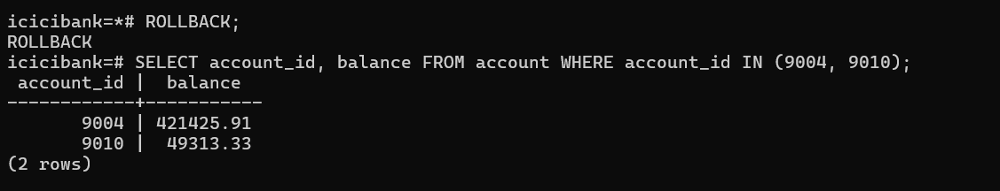 icicibank=*# ROLLBACK;
ROLLBACK
icicibank=# SELECT account_id, balance FROM account WHERE account_id IN (9004, 9010);
 account_id |  balance
------------+-----------
       9004 | 421425.91
       9010 |  49313.33
(2 rows)